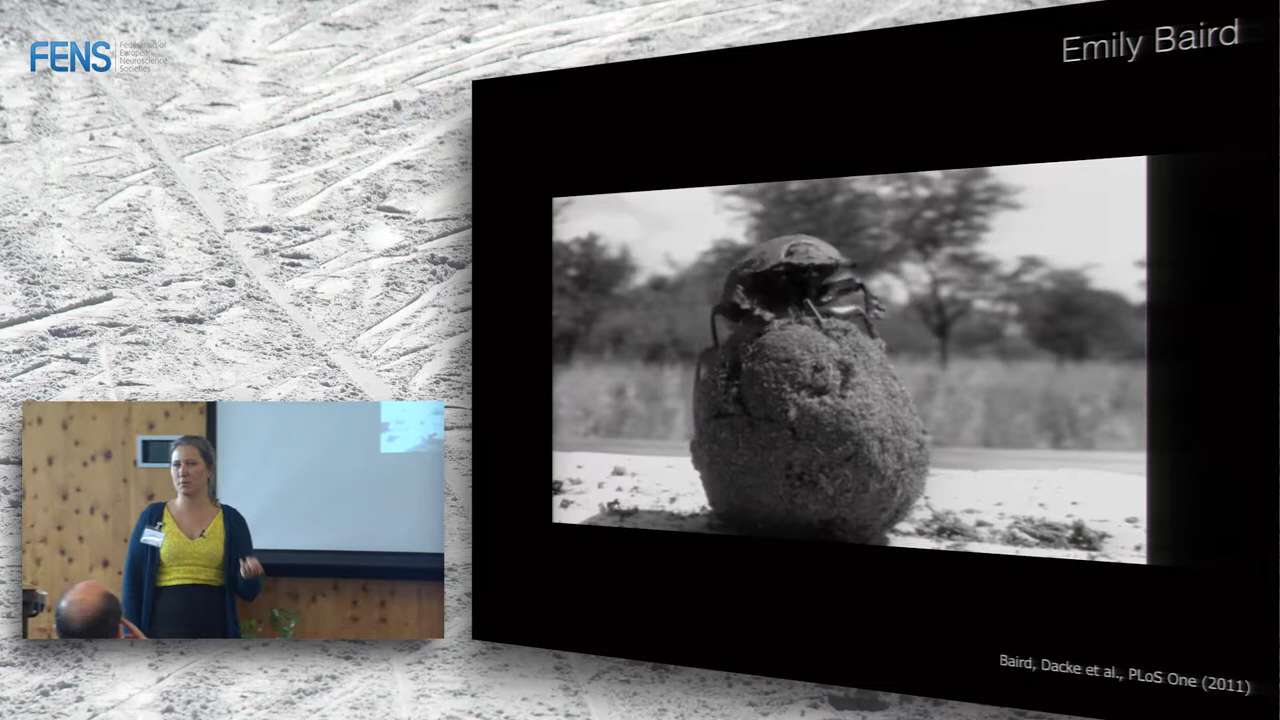 FENS
Federation of
European
Neuroscience
Societies
Emily Baird
Baird, Dacke et al., PLoS One (2011)